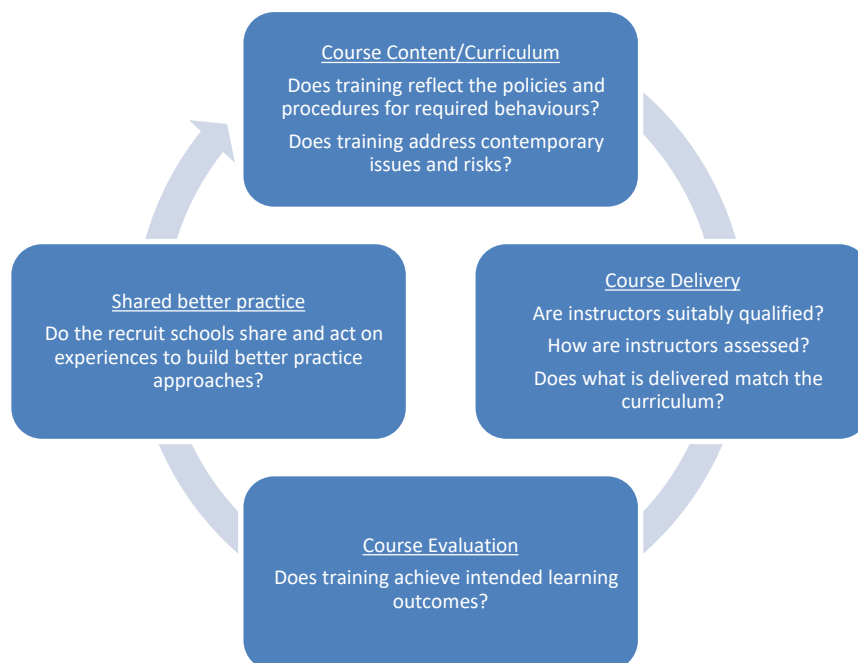 Course Content/Curriculum
Does training reflect the policies and
procedures for required behaviours?
Does training address contemporary
issues and risks?
Course Delivery
Are instructors suitably qualified?
How are instructors assessed?
Does what is delivered match the
curriculum?
Course Evaluation
Does training achieve intended learning
outcomes?
Shared better practice
Do the recruit schools share and act on
experiences to build better practice
approaches?